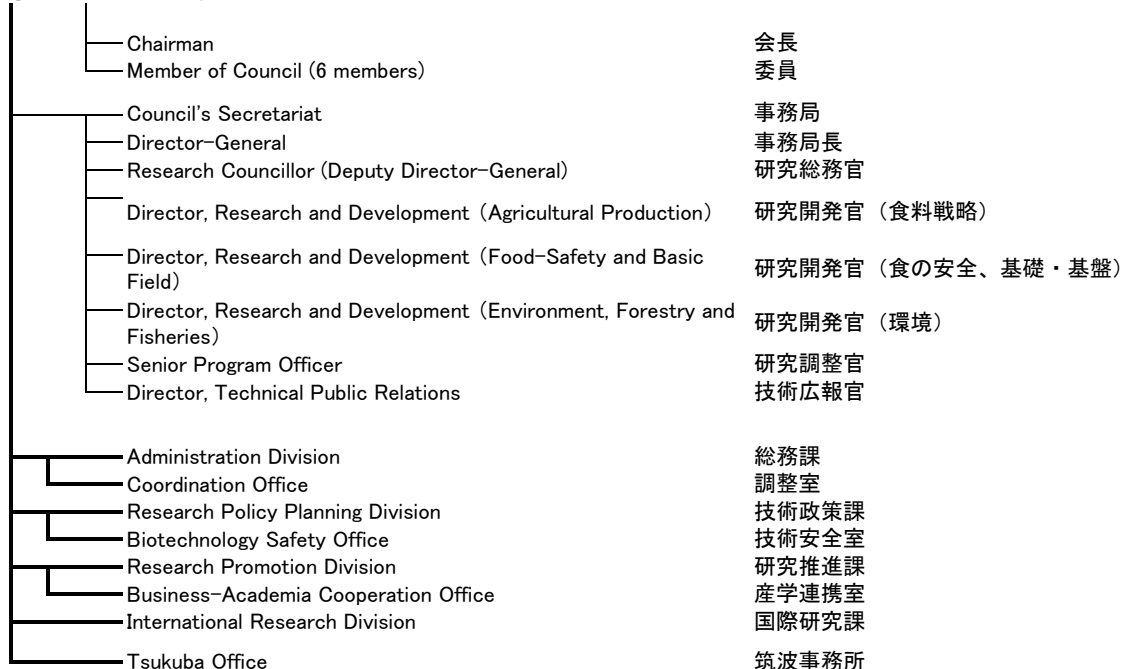 Chairman 会長
Member of Council (6 members) 委員
Council's Secretariat 事務局
Director-General 事務局長
Research Councillor (Deputy Director-General) 研究総務官
Director, Research and Development (Agricultural Production) 研究開発官(食料戦略)
Director, Research and Development (Food-Safety and Basic
Field) 研究開発官(食の安全、基礎・基盤)
Director, Research and Development (Environment, Forestry and
Fisheries) 研究開発官(環境)
Senior Program Officer 研究調整官
Director, Technical Public Relations 技術広報官
Administration Division 総務課
Coordination Office 調整室
Research Policy Planning Division 技術政策課
Biotechnology Safety Office 技術安全室
Research Promotion Division 研究推進課
Business-Academia Cooperation Office 産学連携室
International Research Division 国際研究課
Tsukuba Office 筑波事務所